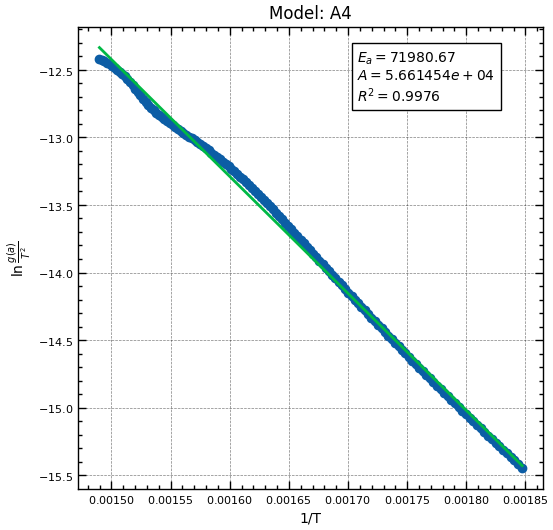 Model: A4
E_a = 71980.67
A = 5.661454e + 04
R^2 = 0.9976
−12.5
−13.0
−13.5
−14.0
−14.5
−15.0
−15.5
ln g(a)/T^2
0.00150 0.00155 0.00160 0.00165 0.00170 0.00175 0.00180 0.00185
1/T